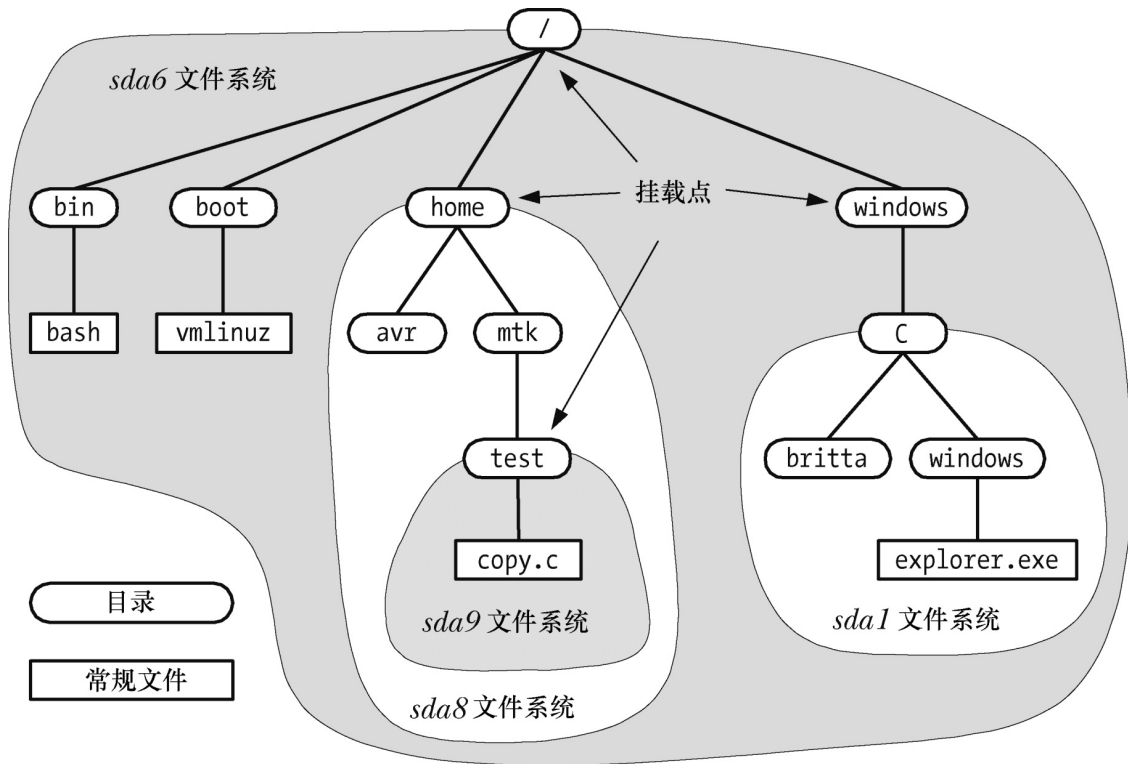 /
sda6 文件系统
挂载点
bin
boot
home
windows
bash
vmlinuz
avr
mtk
C
test
britta
windows
copy.c
explorer.exe
目录
sda9 文件系统
sda1 文件系统
常规文件
sda8 文件系统